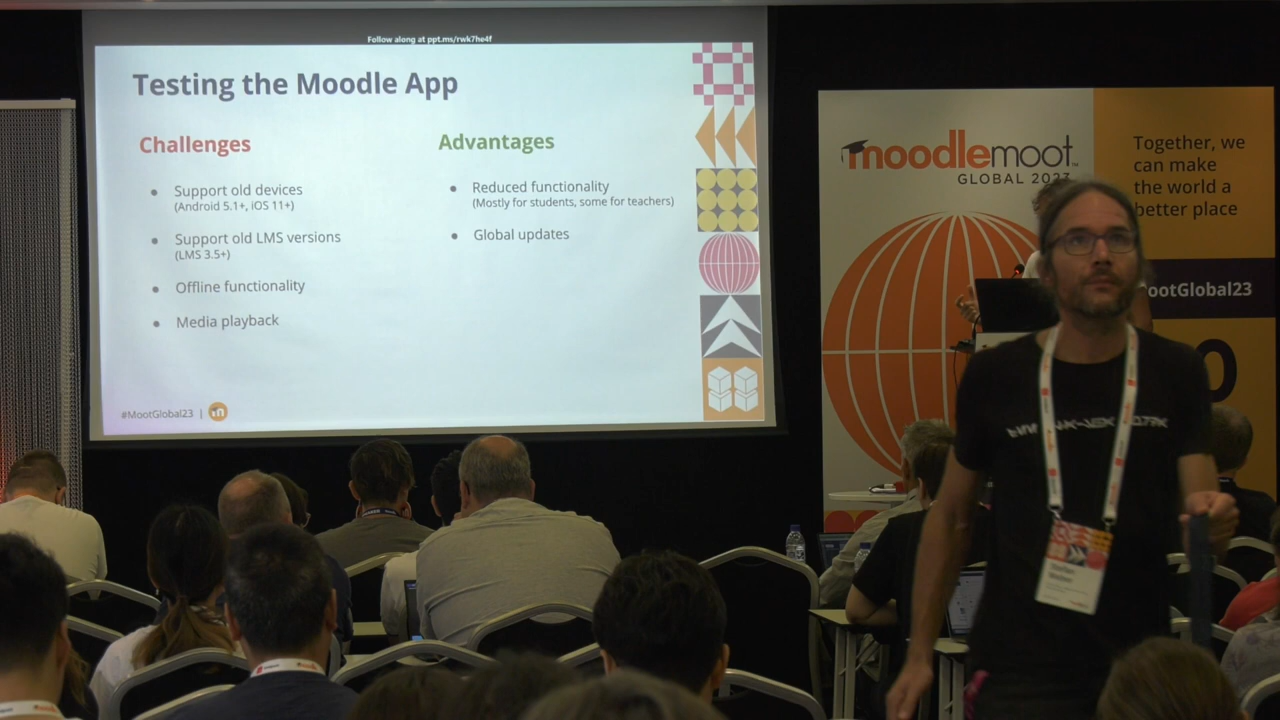 Follow along at ppt.ms/rwk7he4f
Testing the Moodle App
Challenges
● Support old devices
(Android 5.1+, iOS 11+)
● Support old LMS versions
(LMS 3.5+)
● Offline functionality
● Media playback
Advantages
● Reduced functionality
(Mostly for students, some for teachers)
● Global updates
#MootGlobal23 | m
moodlemoot
GLOBAL 2023
Together, we
can make
the world a
better place
ootGlobal23
Stefan